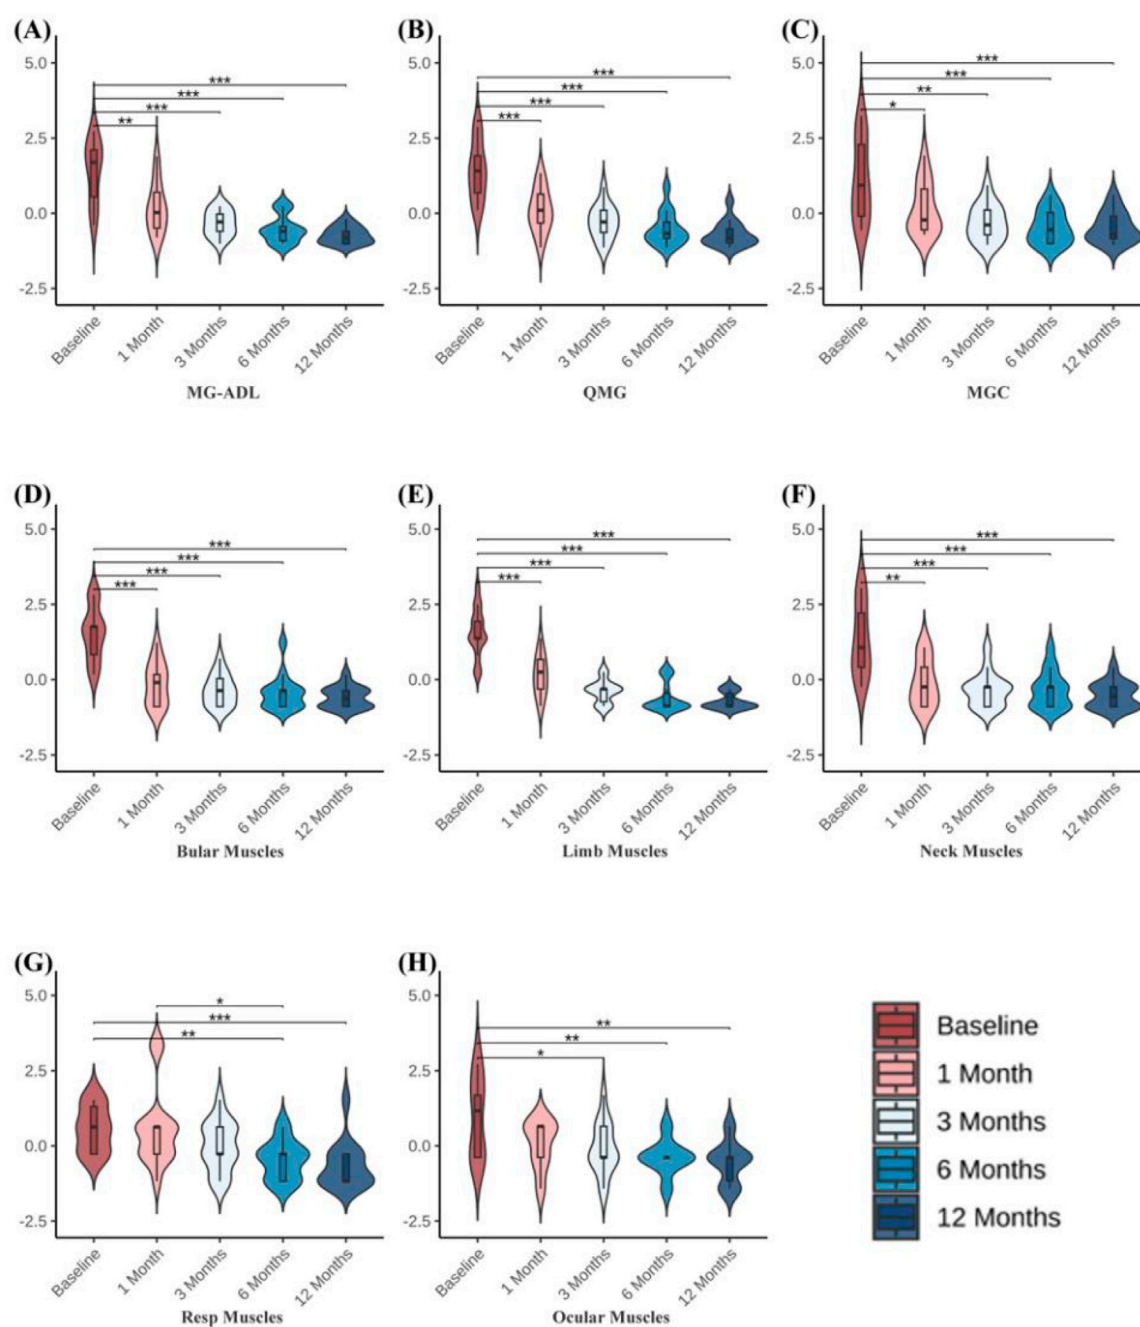 (A)
5.0
2.5
0.0
-2.5
***
***
***
**
Baseline
1 Month
3 Months
6 Months
12 Months
MG-ADL
(B)
5.0
2.5
0.0
-2.5
***
***
***
***
Baseline
1 Month
3 Months
6 Months
12 Months
QMG
(C)
5.0
2.5
0.0
-2.5
***
***
**
*
Baseline
1 Month
3 Months
6 Months
12 Months
MGC
(D)
5.0
2.5
0.0
-2.5
***
***
***
***
Baseline
1 Month
3 Months
6 Months
12 Months
Bular Muscles
(E)
5.0
2.5
0.0
-2.5
***
***
***
***
Baseline
1 Month
3 Months
6 Months
12 Months
Limb Muscles
(F)
5.0
2.5
0.0
-2.5
***
***
***
**
Baseline
1 Month
3 Months
6 Months
12 Months
Neck Muscles
(G)
5.0
2.5
0.0
-2.5
*
***
**
Baseline
1 Month
3 Months
6 Months
12 Months
Resp Muscles
(H)
5.0
2.5
0.0
-2.5
**
**
*
Baseline
1 Month
3 Months
6 Months
12 Months
Ocular Muscles
Baseline
1 Month
3 Months
6 Months
12 Months